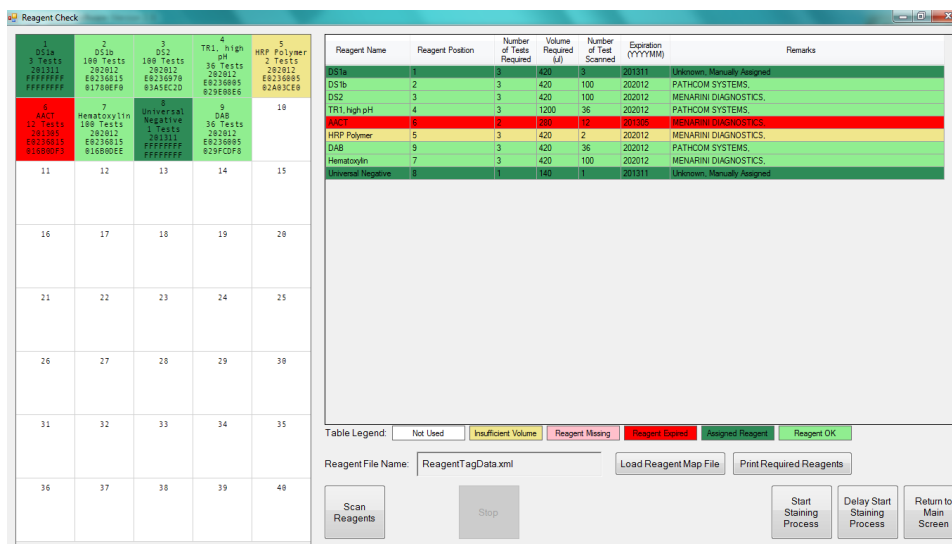 Reagent Check
1
DS1a
3 Tests
201311
FFFFFFFF
FFFFFFFF
2
DS1b
100 Tests
202012
E0236815
01780EF0
3
DS2
100 Tests
202012
E0236970
03A5EC2D
4
TR1, high
pH
36 Tests
202012
E0236005
029E08E6
5
HRP Polymer
2 Tests
202012
E0236005
02A03CE0
6
AACT
12 Tests
201305
E0236815
7
Hematoxylin
100 Tests
202012
E0236815
016B0DEE
8
Universal
Negative
1 Tests
201311
FFFFFFFF
FFFFFFFF
9
DAB
36 Tests
202012
E0236005
029FCDF8
10
11 12 13 14 15
16 17 18 19 20
21 22 23 24 25
26 27 28 29 30
31 32 33 34 35
36 37 38 39 40
Reagent Name Reagent Position Number of Tests Required Volume Required (ul) Number of Test Scanned Expiration (YYYYMM) Remarks
DS1a 1 3 420 3 201311 Unknown, Manually Assigned
DS1b 2 3 420 100 202012 PATHCOM SYSTEMS,
DS2 3 3 420 100 202012 MENARINI DIAGNOSTICS,
TR1, high pH 4 3 1200 36 202012 PATHCOM SYSTEMS,
AACT 6 2 280 12 201305 MENARINI DIAGNOSTICS,
HRP Polymer 5 3 420 2 202012 MENARINI DIAGNOSTICS,
DAB 9 3 420 36 202012 PATHCOM SYSTEMS,
Hematoxylin 7 3 420 100 202012 MENARINI DIAGNOSTICS,
Universal Negative 8 1 140 1 201311 Unknown, Manually Assigned
Table Legend: Not Used Insufficient Volume Reagent Missing Reagent Expired Assigned Reagent Reagent OK
Reagent File Name: ReagentTagData.xml Load Reagent Map File Print Required Reagents
Scan
Reagents
Stop
Start
Staining
Process
Delay Start
Staining
Process
Return to
Main
Screen